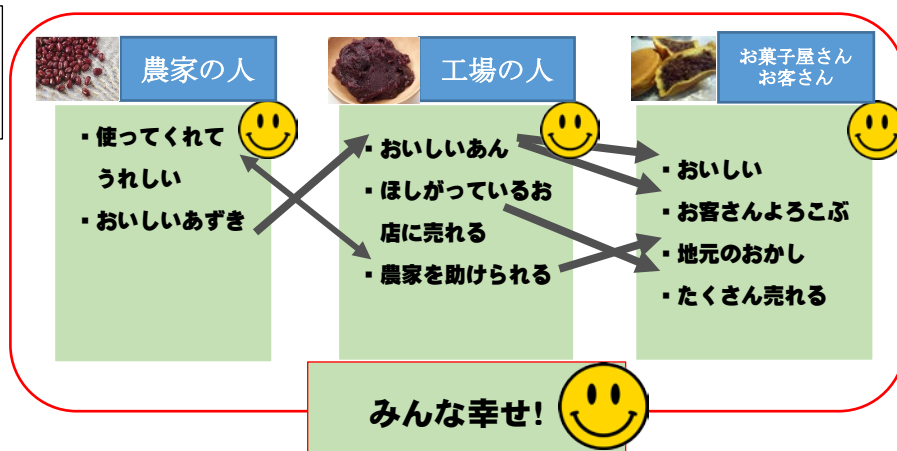 農家の人
・使ってくれて
うれしい
・おいしいあずき
工場の人
・おいしいあん
・ほしがっているお
店に売れる
・農家を助けられる
お菓子屋さん
お客さん
・おいしい
・お客さんよろこぶ
・地元のおかし
・たくさん売れる
みんな幸せ!